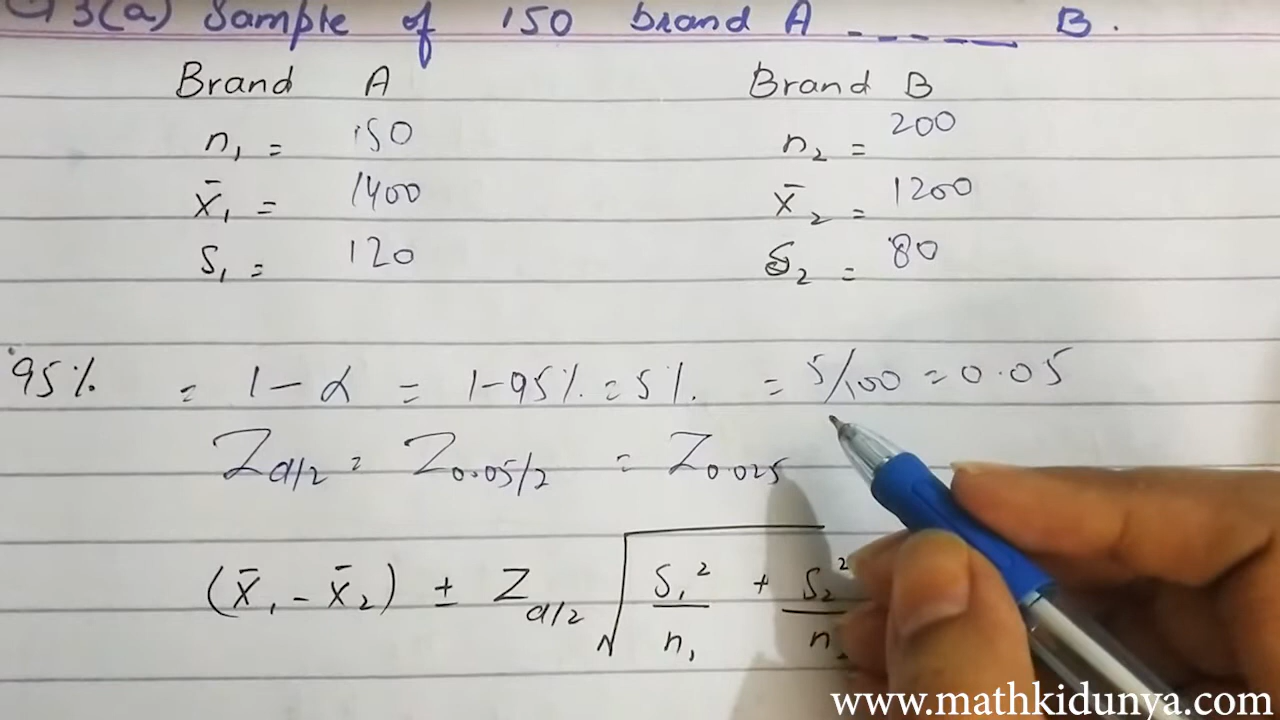 Q 3(a) Sample of 150 brand A _ _ _ _ _ B.
Brand A Brand B
n₁ = 150 n₂ = 200
x̄₁ = 1400 x̄₂ = 1200
S₁ = 120 S₂ = 80
95% = 1-α = 1-95% = 5% = 5/100 = 0.05
Zα/2 = Z0.05/2 = Z0.025
(x̄₁ - x̄₂) ± Zα/2 √ S₁²/n₁ + S₂²/n₂
www.mathkidunya.com